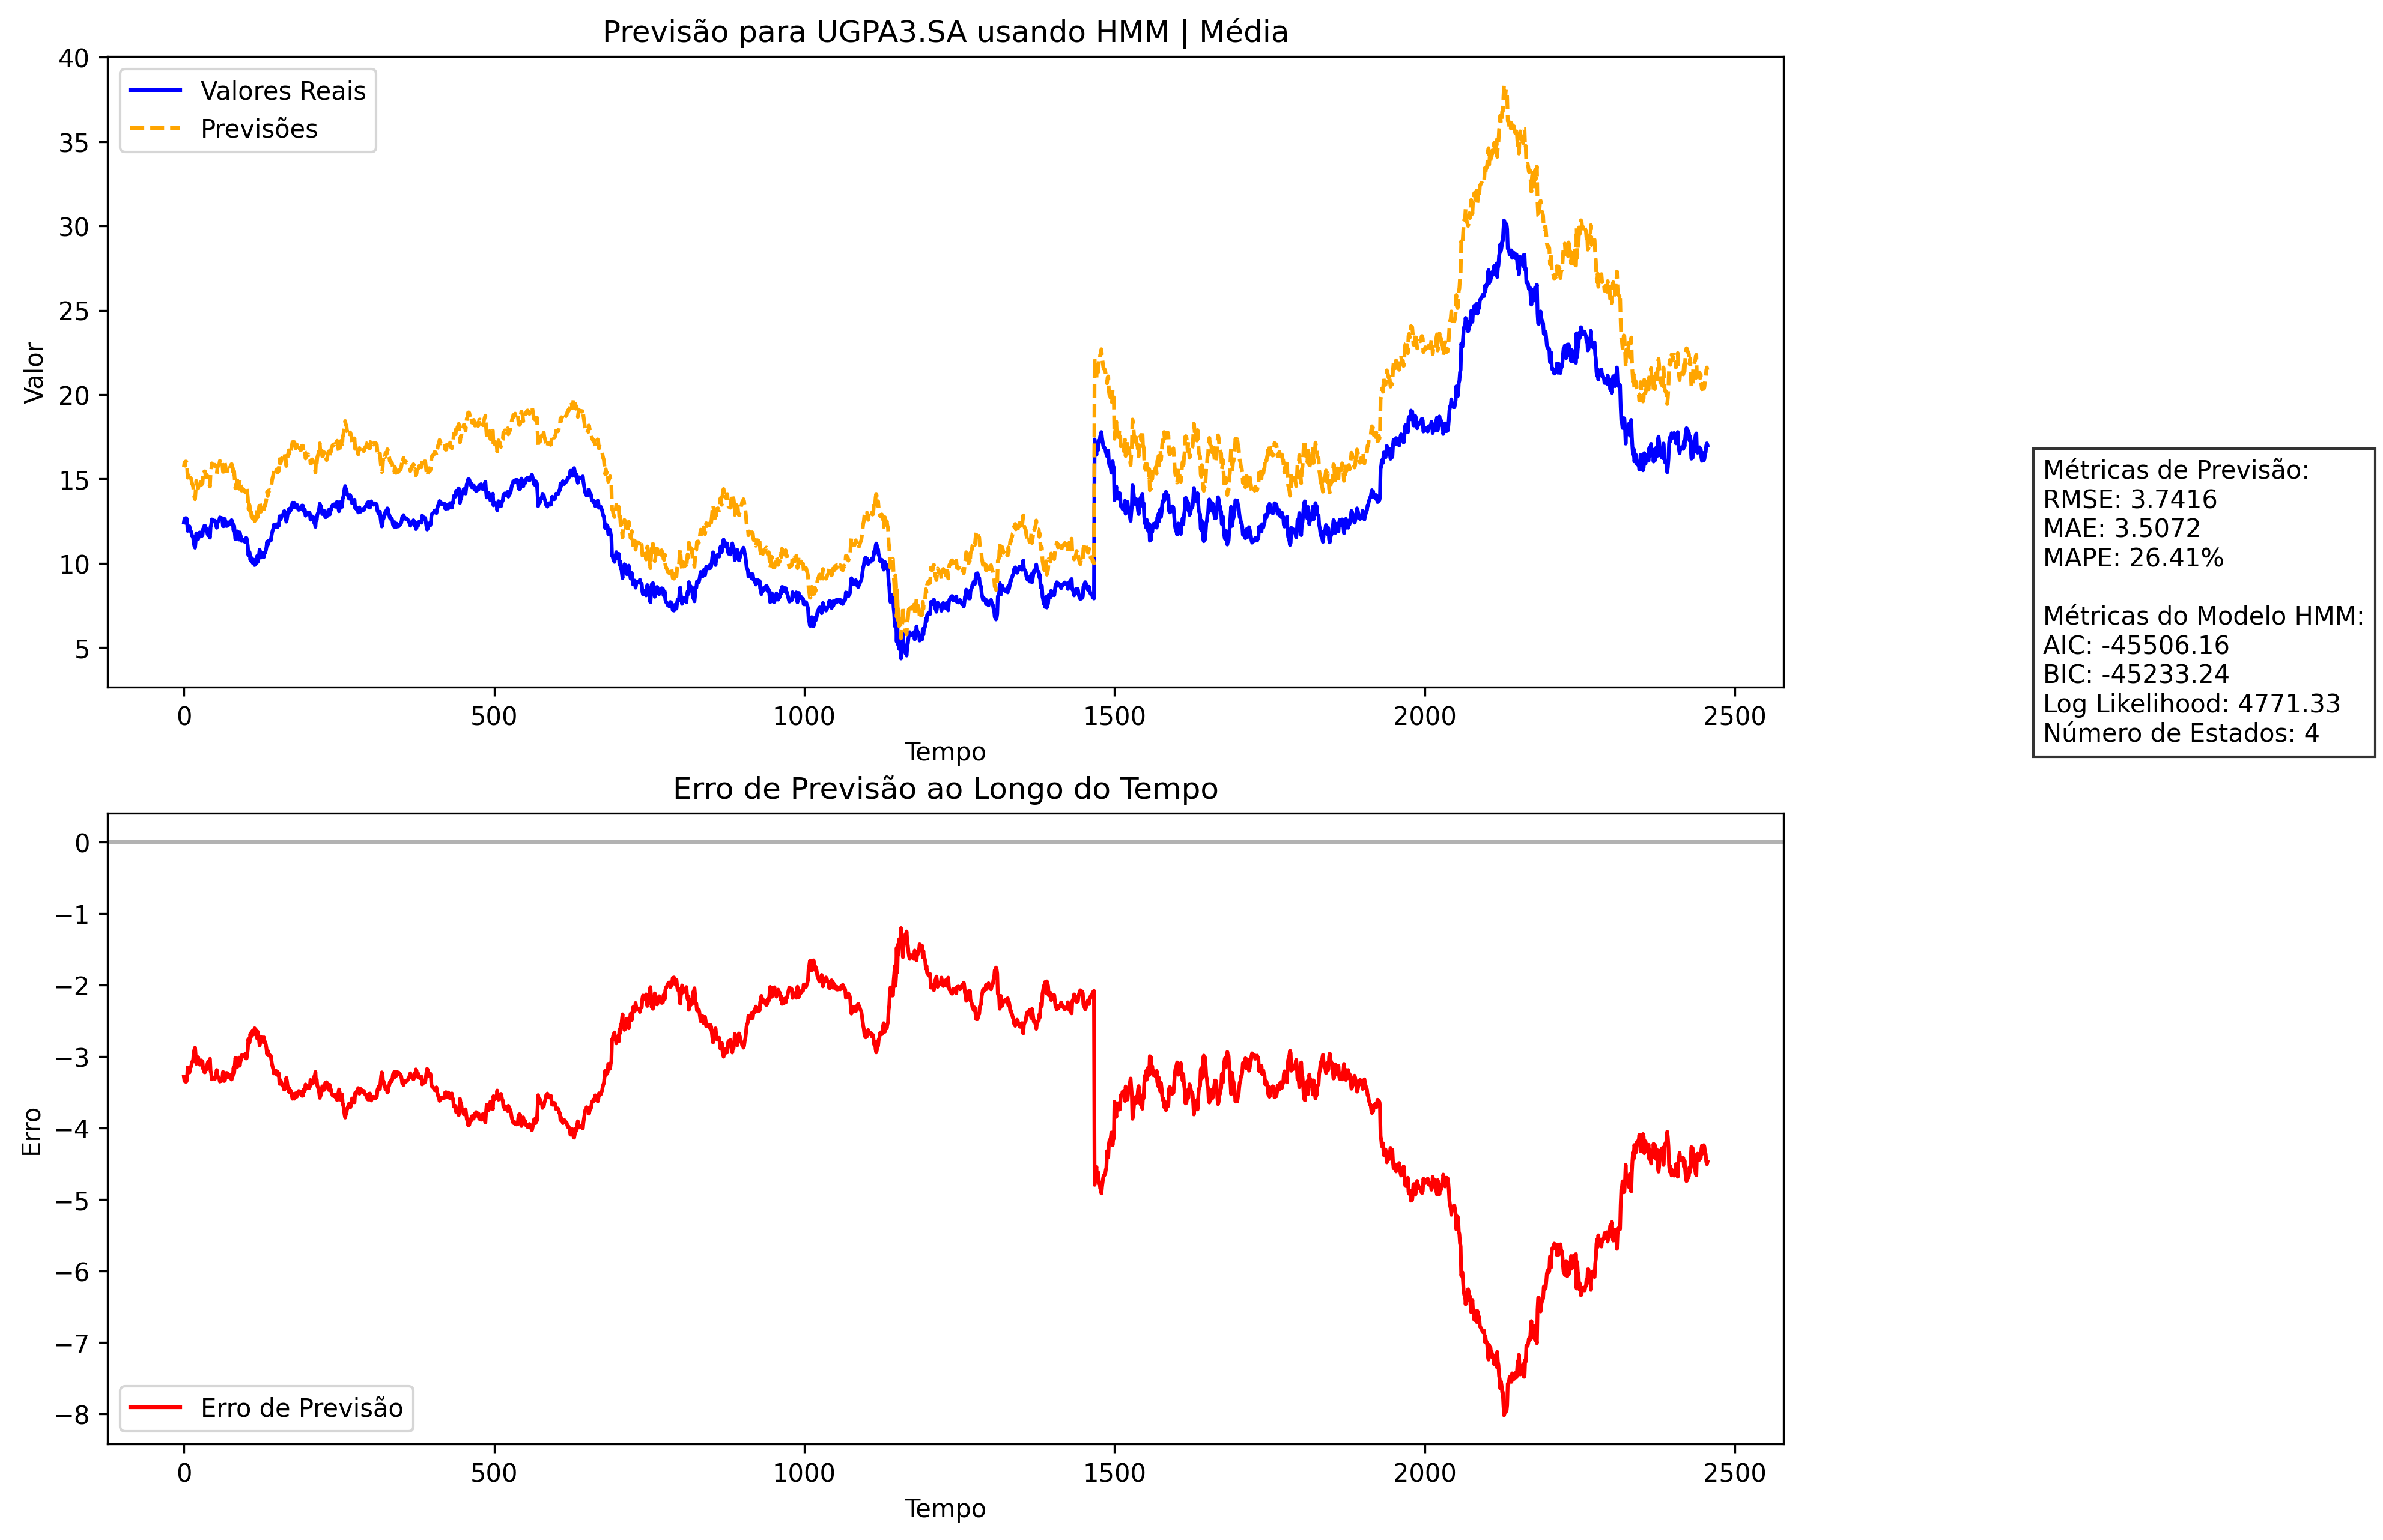 Previsão para UGPA3.SA usando HMM | Média
Valores Reais
Previsões
Valor
40
35
30
25
20
15
10
5
0 500 1000 1500 2000 2500
Tempo
Métricas de Previsão:
RMSE: 3.7416
MAE: 3.5072
MAPE: 26.41%
Métricas do Modelo HMM:
AIC: -45506.16
BIC: -45233.24
Log Likelihood: 4771.33
Número de Estados: 4
Erro de Previsão ao Longo do Tempo
Erro
0
−1
−2
−3
−4
−5
−6
−7
−8
Erro de Previsão
0 500 1000 1500 2000 2500
Tempo